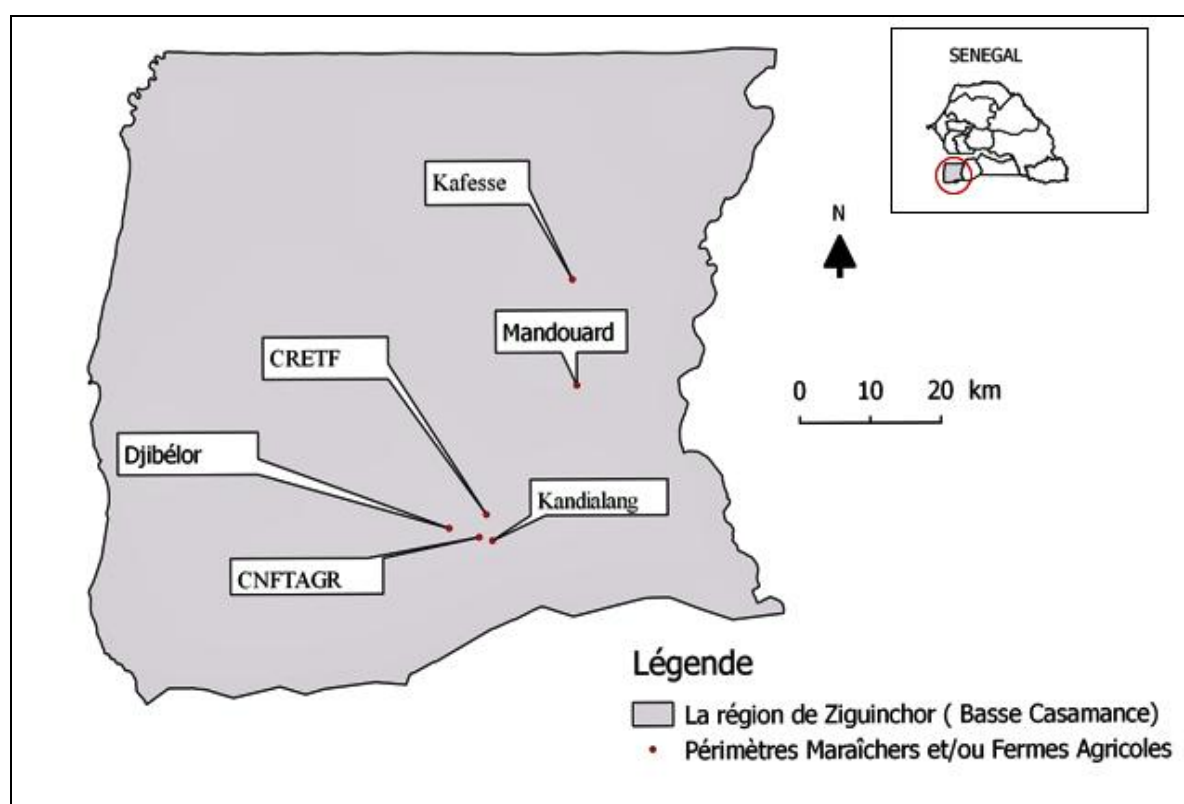 SENEGAL
Kafesse
N
Mandouard
CRETF
0 10 20 km
Djibélor
Kandialang
CNFTAGR
Légende
La région de Ziguinchor ( Basse Casamance)
Périmètres Maraîchers et/ou Fermes Agricoles